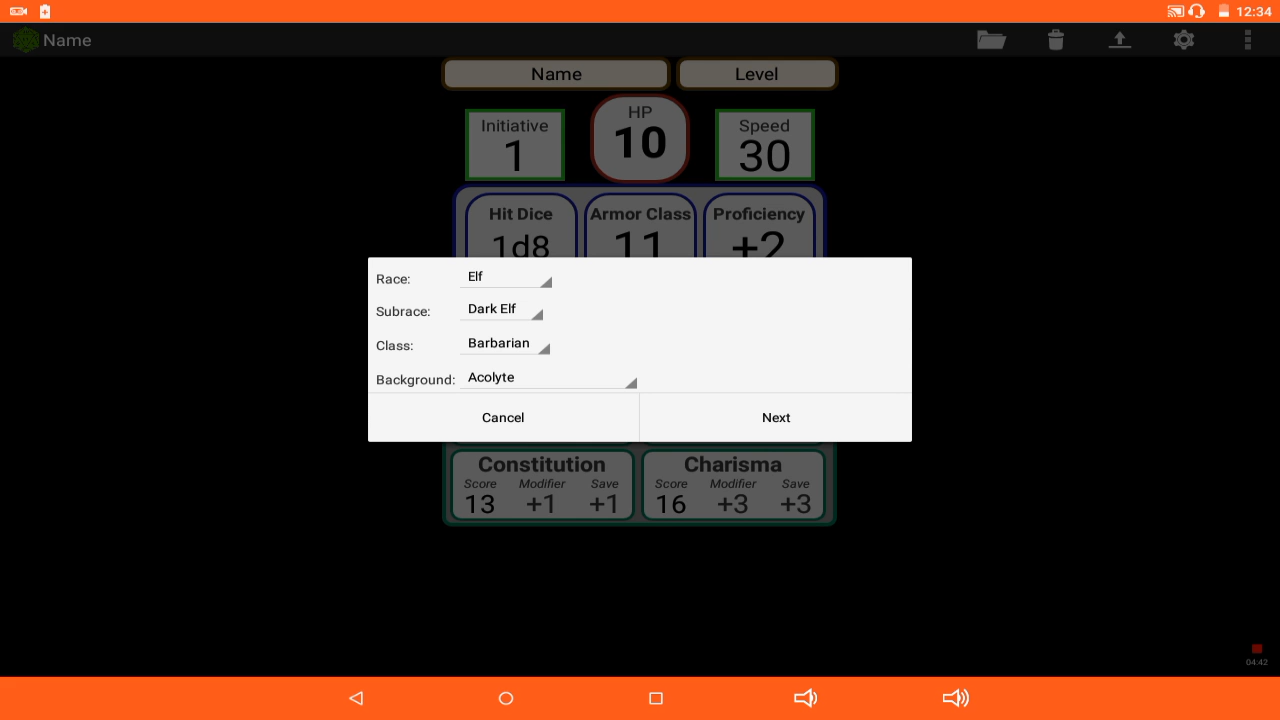 12:34
Name
Name Level
Initiative HP Speed
1 10 30
Hit Dice Armor Class Proficiency
1d8 11 +2
Race: Elf
Subrace: Dark Elf
Class: Barbarian
Background: Acolyte
Cancel Next
Constitution Charisma
Score Modifier Save Score Modifier Save
13 +1 +1 16 +3 +3
04:42